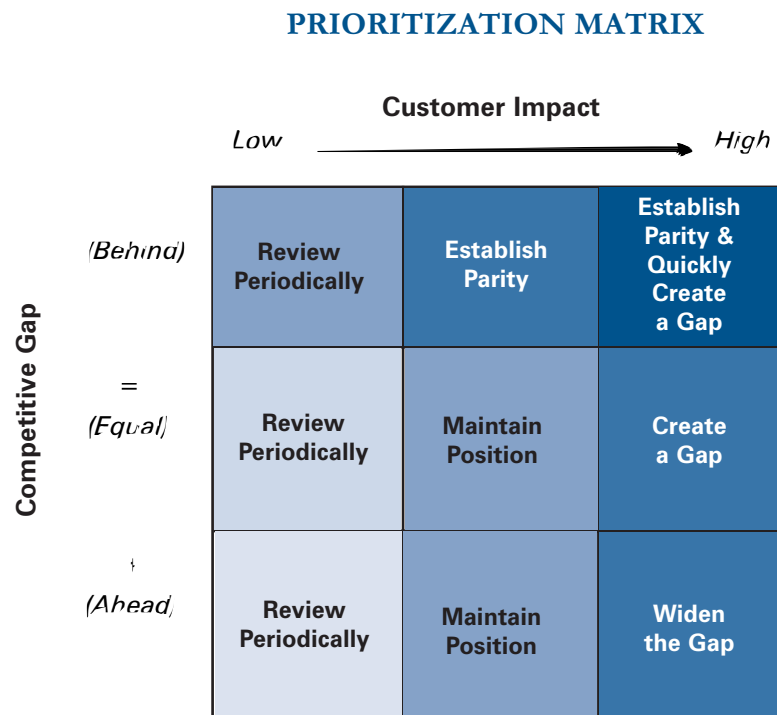 PRIORITIZATION MATRIX
Customer Impact
Low
High
Competitive Gap
(Behind)
Review
Periodically
Establish
Parity
Establish
Parity &
Quickly
Create
a Gap
=
(Equal)
Review
Periodically
Maintain
Position
Create
a Gap
+
(Ahead)
Review
Periodically
Maintain
Position
Widen
the Gap